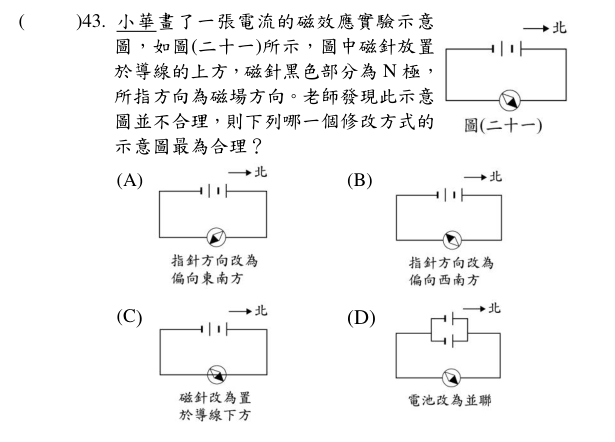 (　　)43. 小華畫了一張電流的磁效應實驗示意
圖，如圖(二十一)所示，圖中磁針放置
於導線的上方，磁針黑色部分為 N 極，
所指方向為磁場方向。老師發現此示意
圖並不合理，則下列哪一個修改方式的
示意圖最為合理？
北
圖(二十一)
(A)
北
指針方向改為
偏向東南方
(B)
北
指針方向改為
偏向西南方
(C)
北
磁針改為置
於導線下方
(D)
北
電池改為並聯